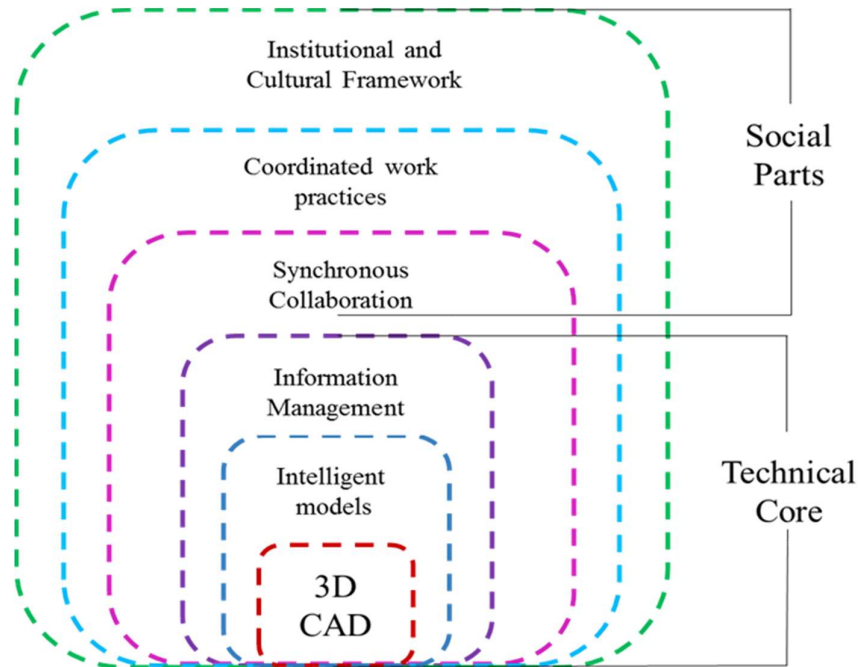 Institutional and
Cultural Framework
Coordinated work
practices
Synchronous
Collaboration
Information
Management
Intelligent
models
3D
CAD
Social
Parts
Technical
Core